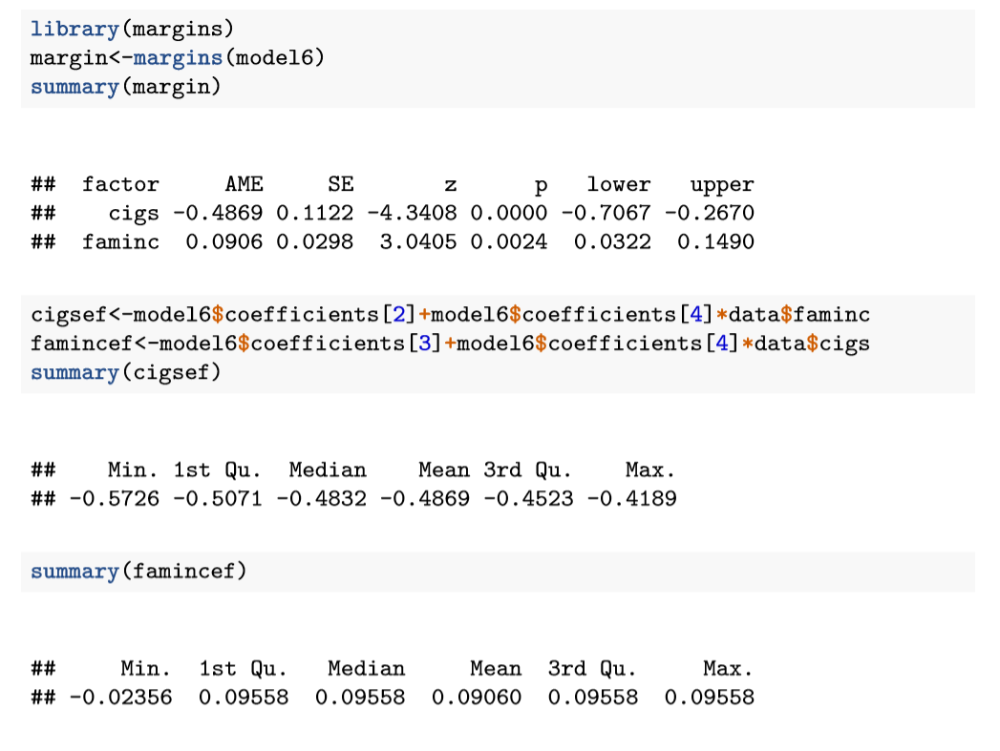 library(margins)
margin<-margins(model6)
summary(margin)
## factor AME SE z p lower upper
## cigs -0.4869 0.1122 -4.3408 0.0000 -0.7067 -0.2670
## faminc 0.0906 0.0298 3.0405 0.0024 0.0322 0.1490
cigsef<-model6$coefficients[2]+model6$coefficients[4]*data$faminc
famincef<-model6$coefficients[3]+model6$coefficients[4]*data$cigs
summary(cigsef)
## Min. 1st Qu. Median Mean 3rd Qu. Max.
## -0.5726 -0.5071 -0.4832 -0.4869 -0.4523 -0.4189
summary(famincef)
## Min. 1st Qu. Median Mean 3rd Qu. Max.
## -0.02356 0.09558 0.09558 0.09060 0.09558 0.09558